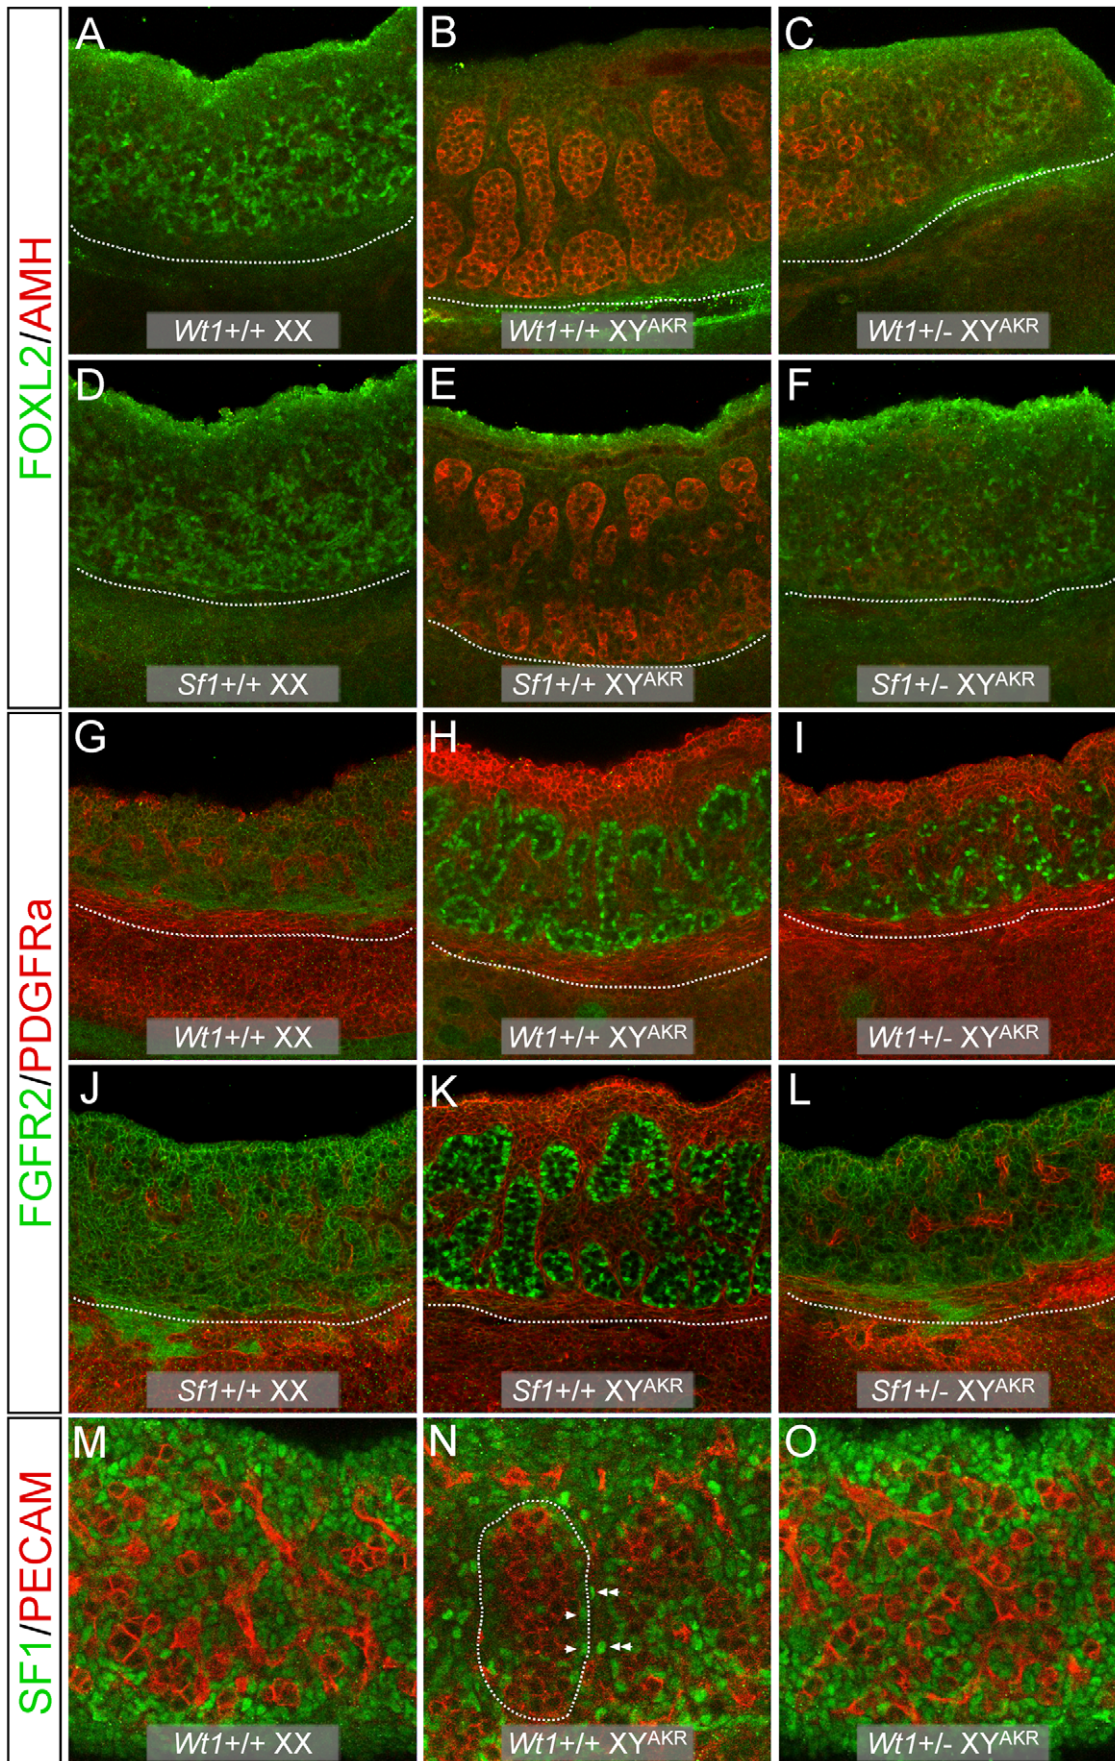 FOXL2/AMH
A
B
C
Wt1+/+ XX
Wt1+/+ XY^AKR
Wt1+/- XY^AKR
D
E
F
Sf1+/+ XX
Sf1+/+ XY^AKR
Sf1+/- XY^AKR
FGFR2/PDGFRa
G
H
I
Wt1+/+ XX
Wt1+/+ XY^AKR
Wt1+/- XY^AKR
J
K
L
Sf1+/+ XX
Sf1+/+ XY^AKR
Sf1+/- XY^AKR
SF1/PECAM
M
N
O
Wt1+/+ XX
Wt1+/+ XY^AKR
Wt1+/- XY^AKR